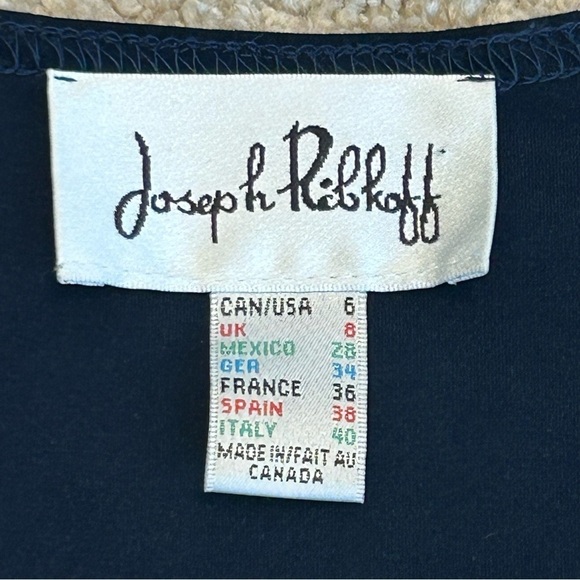 Joseph Ribkoff
CAN/USA 6
UK 8
MEXICO 28
GER 34
FRANCE 36
SPAIN 38
ITALY 40
MADE IN/FAIT AU
CANADA